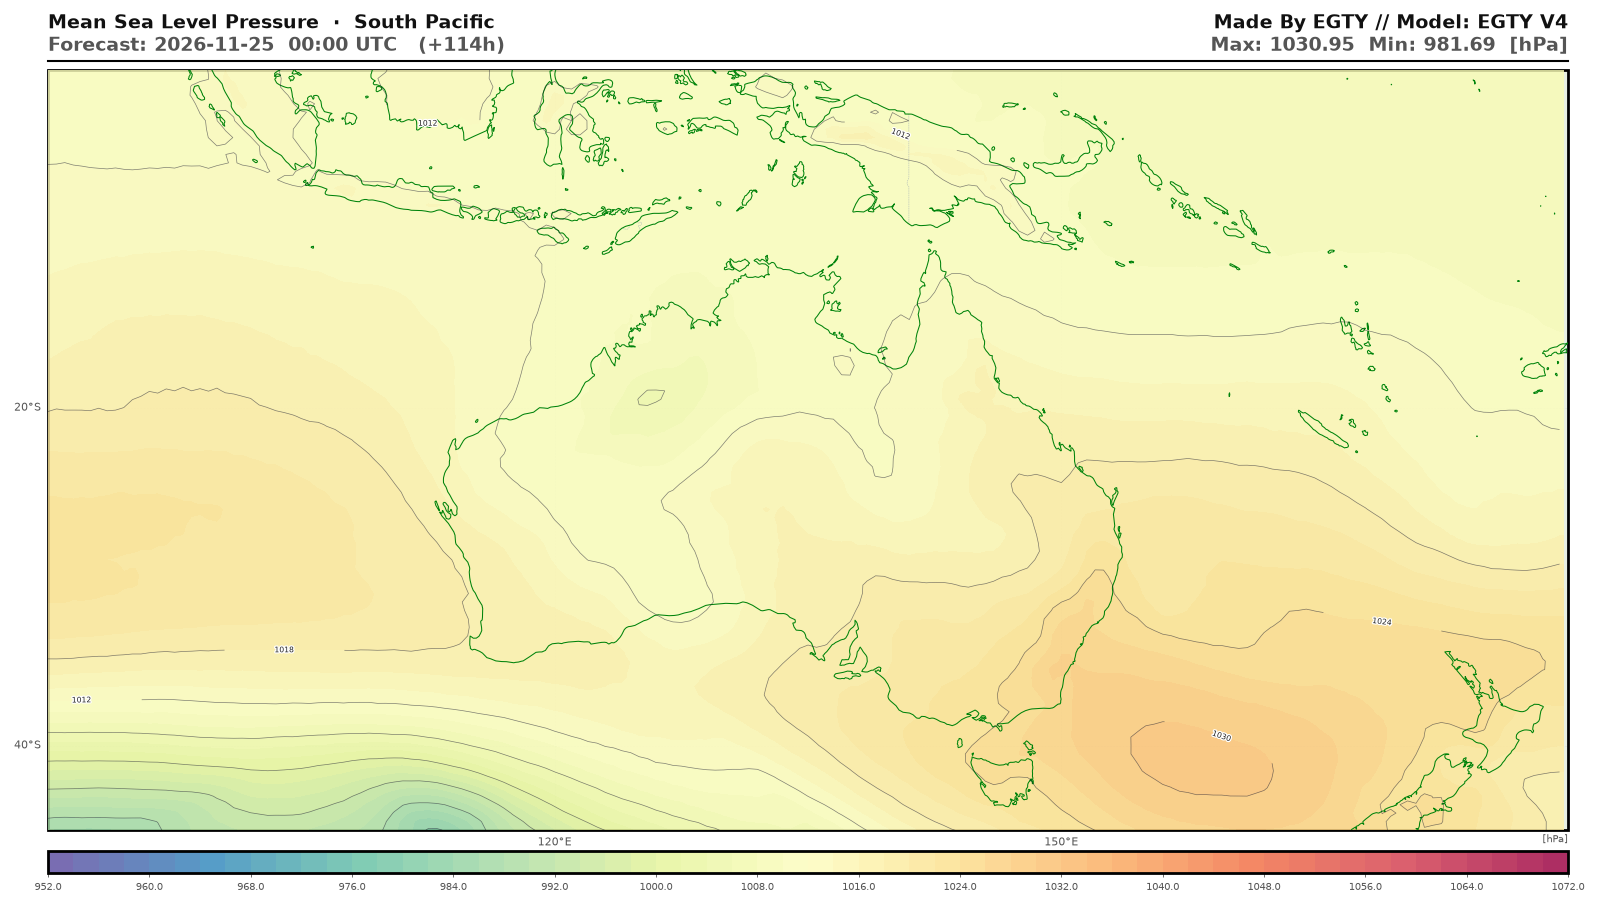 Mean Sea Level Pressure · South Pacific
Made By EGTY // Model: EGTY V4
Forecast: 2026-11-25 00:00 UTC (+114h)
Max: 1030.95 Min: 981.69 [hPa]
1012
1012
20°S
1024
1018
1012
1030
40°S
120°E
150°E
[hPa]
952.0 960.0 968.0 976.0 984.0 992.0 1000.0 1008.0 1016.0 1024.0 1032.0 1040.0 1048.0 1056.0 1064.0 1072.0